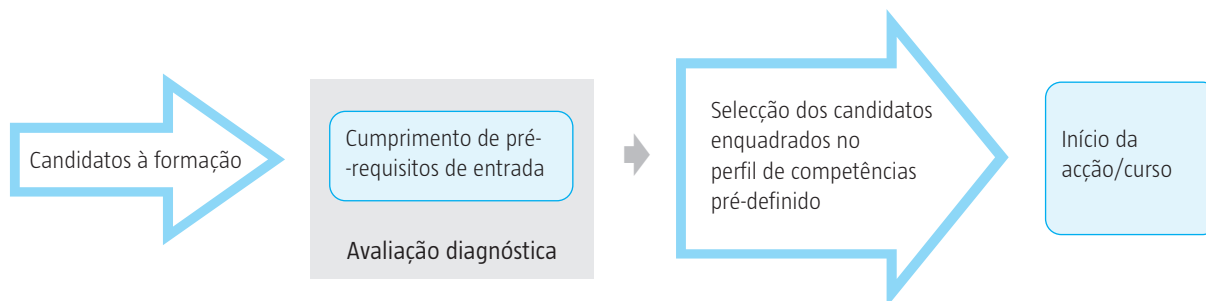 Candidatos à formação
Cumprimento de pré-
-requisitos de entrada
Avaliação diagnóstica
Selecção dos candidatos
enquadrados no
perfil de competências
pré-definido
Início da
acção/curso